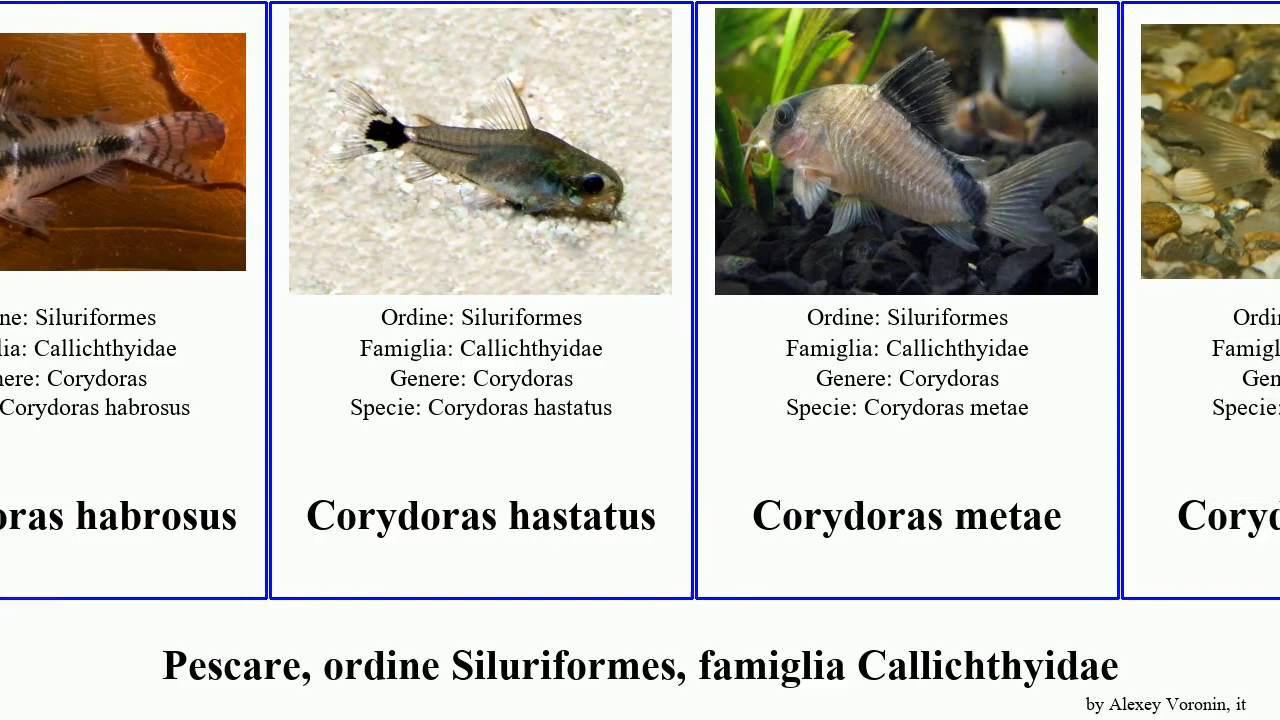 ne: Siluriformes
lia: Callichthyidae
nere: Corydoras
Corydoras habrosus
oras habrosus
Ordine: Siluriformes
Famiglia: Callichthyidae
Genere: Corydoras
Specie: Corydoras hastatus
Corydoras hastatus
Ordine: Siluriformes
Famiglia: Callichthyidae
Genere: Corydoras
Specie: Corydoras metae
Corydoras metae
Ordi
Famigl
Gen
Specie:
Coryd
Pescare, ordine Siluriformes, famiglia Callichthyidae
by Alexey Voronin, it